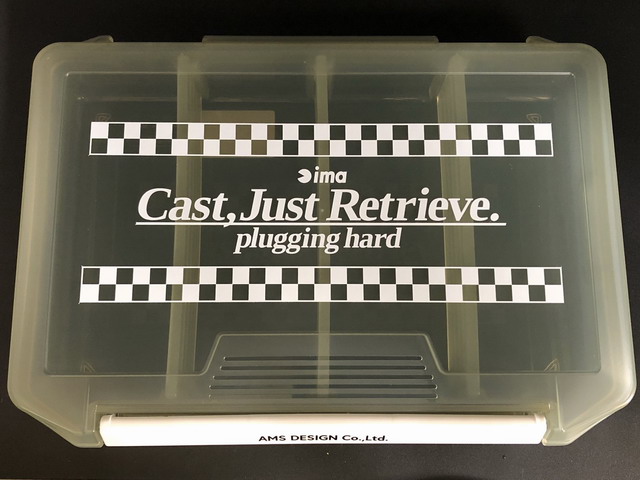 ima
Cast, Just Retrieve.
plugging hard
AMS DESIGN Co.,Ltd.